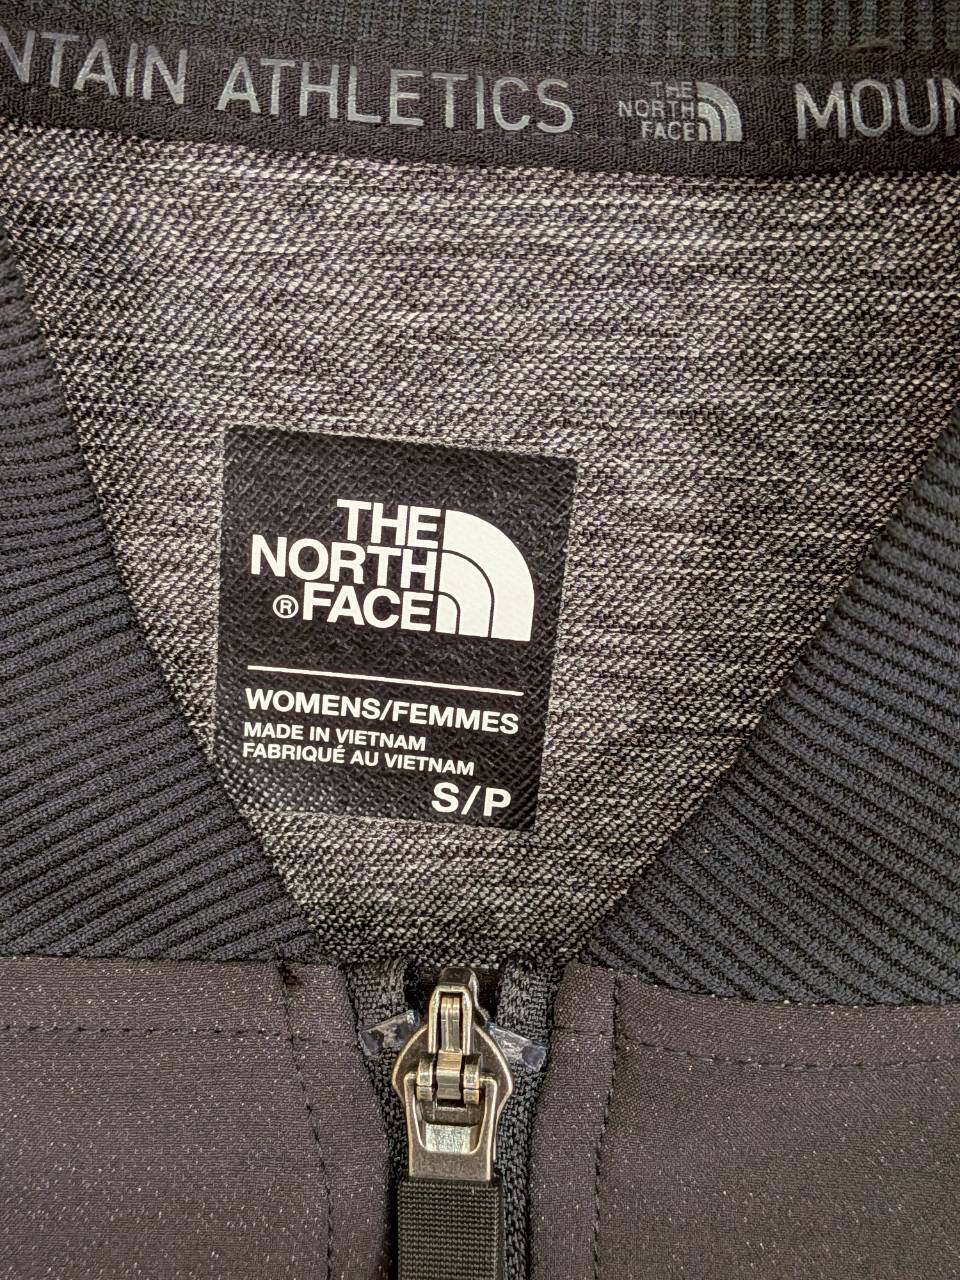 NTAIN ATHLETICS THE NORTH FACE MOUN
THE
NORTH
® FACE
WOMENS/FEMMES
MADE IN VIETNAM
FABRIQUÉ AU VIETNAM
S/P